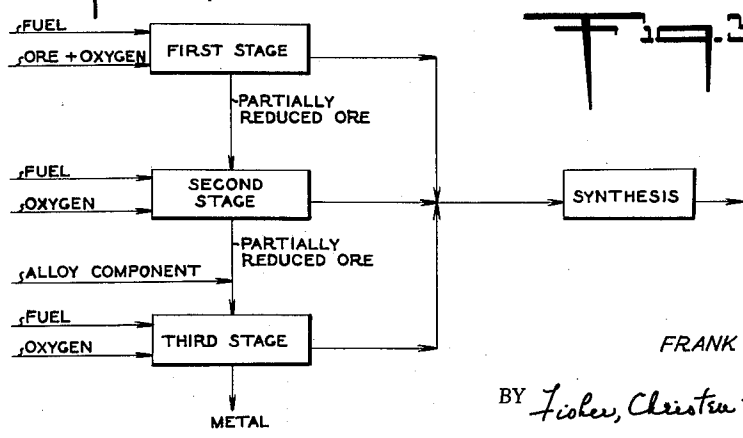 FUEL
ORE + OXYGEN
FIRST STAGE
PARTIALLY
REDUCED ORE
FUEL
OXYGEN
SECOND
STAGE
SYNTHESIS
PARTIALLY
REDUCED ORE
ALLOY COMPONENT
FUEL
OXYGEN
THIRD STAGE
METAL
FRANK
BY Fisher, Christen